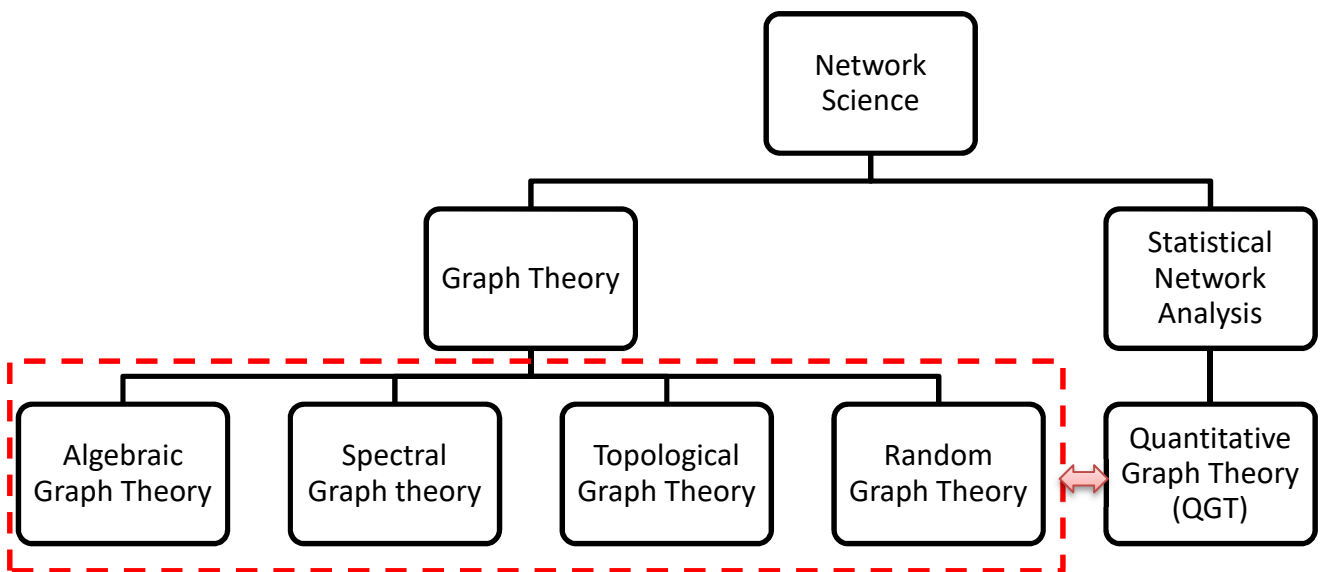 Network
Science
Graph Theory
Statistical
Network
Analysis
Algebraic
Graph Theory
Spectral
Graph theory
Topological
Graph Theory
Random
Graph Theory
Quantitative
Graph Theory
(QGT)